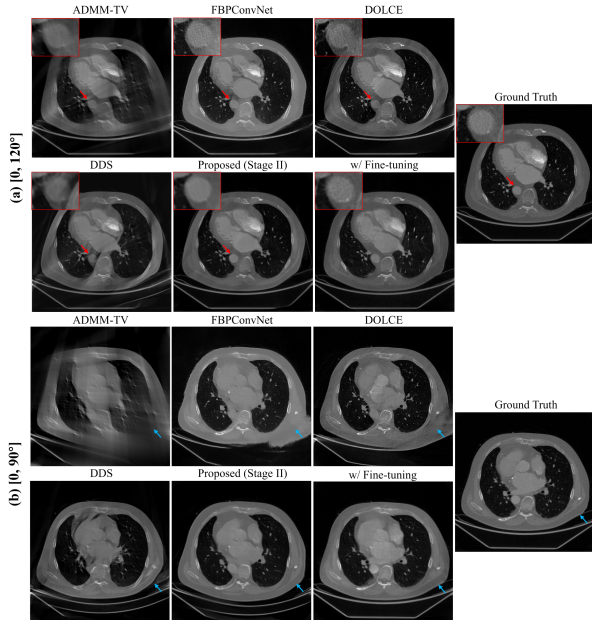 ADMM-TV
FBPConvNet
DOLCE
Ground Truth
(a) [0, 120°]
DDS
Proposed (Stage II)
w/ Fine-tuning
ADMM-TV
FBPConvNet
DOLCE
Ground Truth
(b) [0, 90°]
DDS
Proposed (Stage II)
w/ Fine-tuning